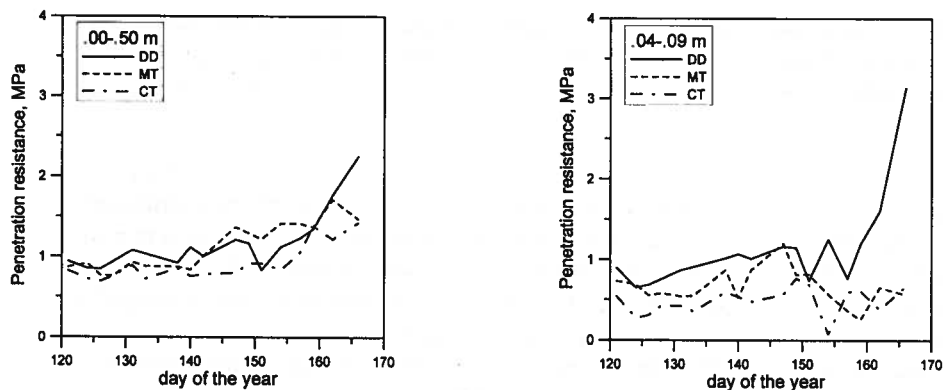 4
3
2
1
0
Penetration resistance, MPa
.00-.50 m
DD
MT
CT
120 130 140 150 160 170
day of the year
4
3
2
1
0
Penetration resistance, MPa
.04-.09 m
DD
MT
CT
120 130 140 150 160 170
day of the year